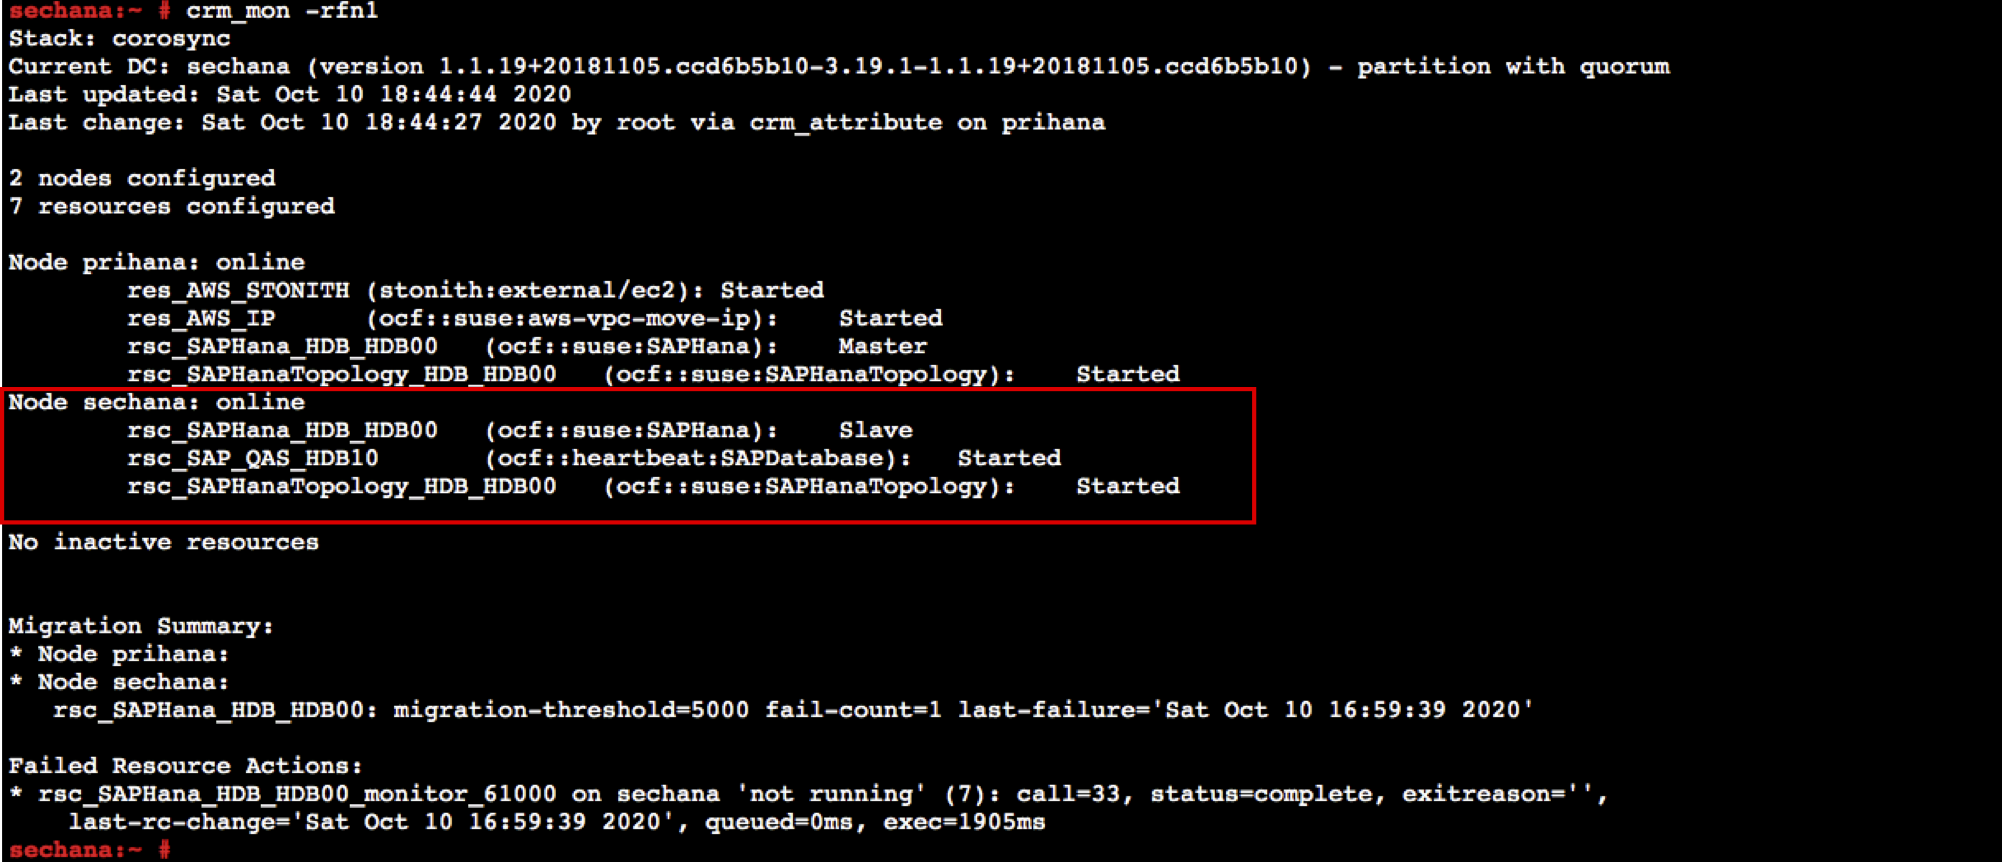 sechana:~ # crm_mon -rfn1
Stack: corosync
Current DC: sechana (version 1.1.19+20181105.ccd6b5b10-3.19.1-1.1.19+20181105.ccd6b5b10) - partition with quorum
Last updated: Sat Oct 10 18:44:44 2020
Last change: Sat Oct 10 18:44:27 2020 by root via crm_attribute on prihana

2 nodes configured
7 resources configured

Node prihana: online
        res_AWS_STONITH (stonith:external/ec2): Started
        res_AWS_IP      (ocf::suse:aws-vpc-move-ip):    Started
        rsc_SAPHana_HDB_HDB00   (ocf::suse:SAPHana):    Master
        rsc_SAPHanaTopology_HDB_HDB00   (ocf::suse:SAPHanaTopology):    Started
Node sechana: online
        rsc_SAPHana_HDB_HDB00   (ocf::suse:SAPHana):    Slave
        rsc_SAP_QAS_HDB10       (ocf::heartbeat:SAPDatabase):   Started
        rsc_SAPHanaTopology_HDB_HDB00   (ocf::suse:SAPHanaTopology):    Started

No inactive resources

Migration Summary:
* Node prihana:
* Node sechana:
   rsc_SAPHana_HDB_HDB00: migration-threshold=5000 fail-count=1 last-failure='Sat Oct 10 16:59:39 2020'

Failed Resource Actions:
* rsc_SAPHana_HDB_HDB00_monitor_61000 on sechana 'not running' (7): call=33, status=complete, exitreason='',
    last-rc-change='Sat Oct 10 16:59:39 2020', queued=0ms, exec=1905ms
sechana:~ #